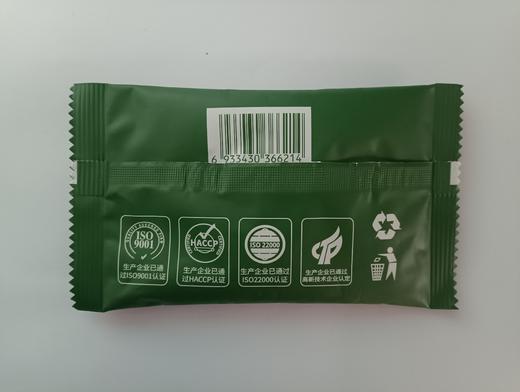 6 933430 366214
ISO
9001
生产企业已通
过ISO9001认证
HACCP
生产企业已通
过HACCP认证
ISO 22000
生产企业已通过
ISO22000认证
生产企业已通过
高新技术企业认定